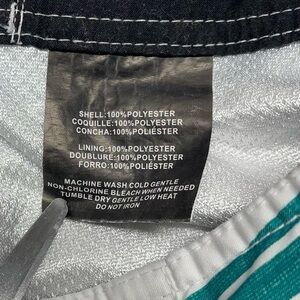 SHELL:100%POLYESTER
COQUILLE:100%POLYESTER
CONCHA:100%POLIÉSTER
LINING:100%POLYESTER
DOUBLURE:100%POLYESTER
FORRO:100%POLIÉSTER
MACHINE WASH COLD GENTLE
NON-CHLORINE BLEACH WHEN NEEDED
TUMBLE DRY GENTLE LOW HEAT
DO NOT IRON